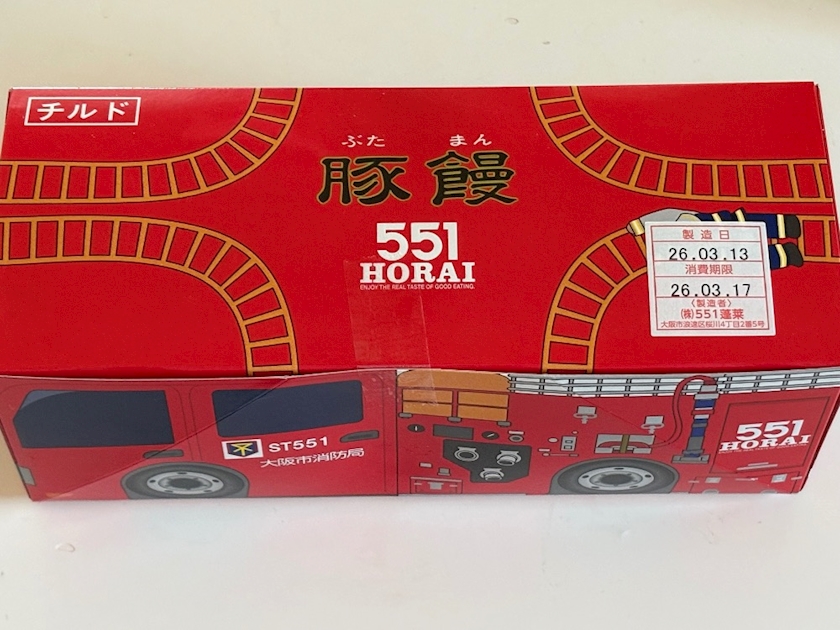 チルド
ぶた まん
豚饅
551
HORAI
ENJOY THE REAL TASTE OF GOOD EATING.
製造日
26.03.13
消費期限
26.03.17
〈製造者〉
㈱551蓬莱
大阪市浪速区桜川4丁目2番5号
ST551
大阪市消防局
551
HORAI